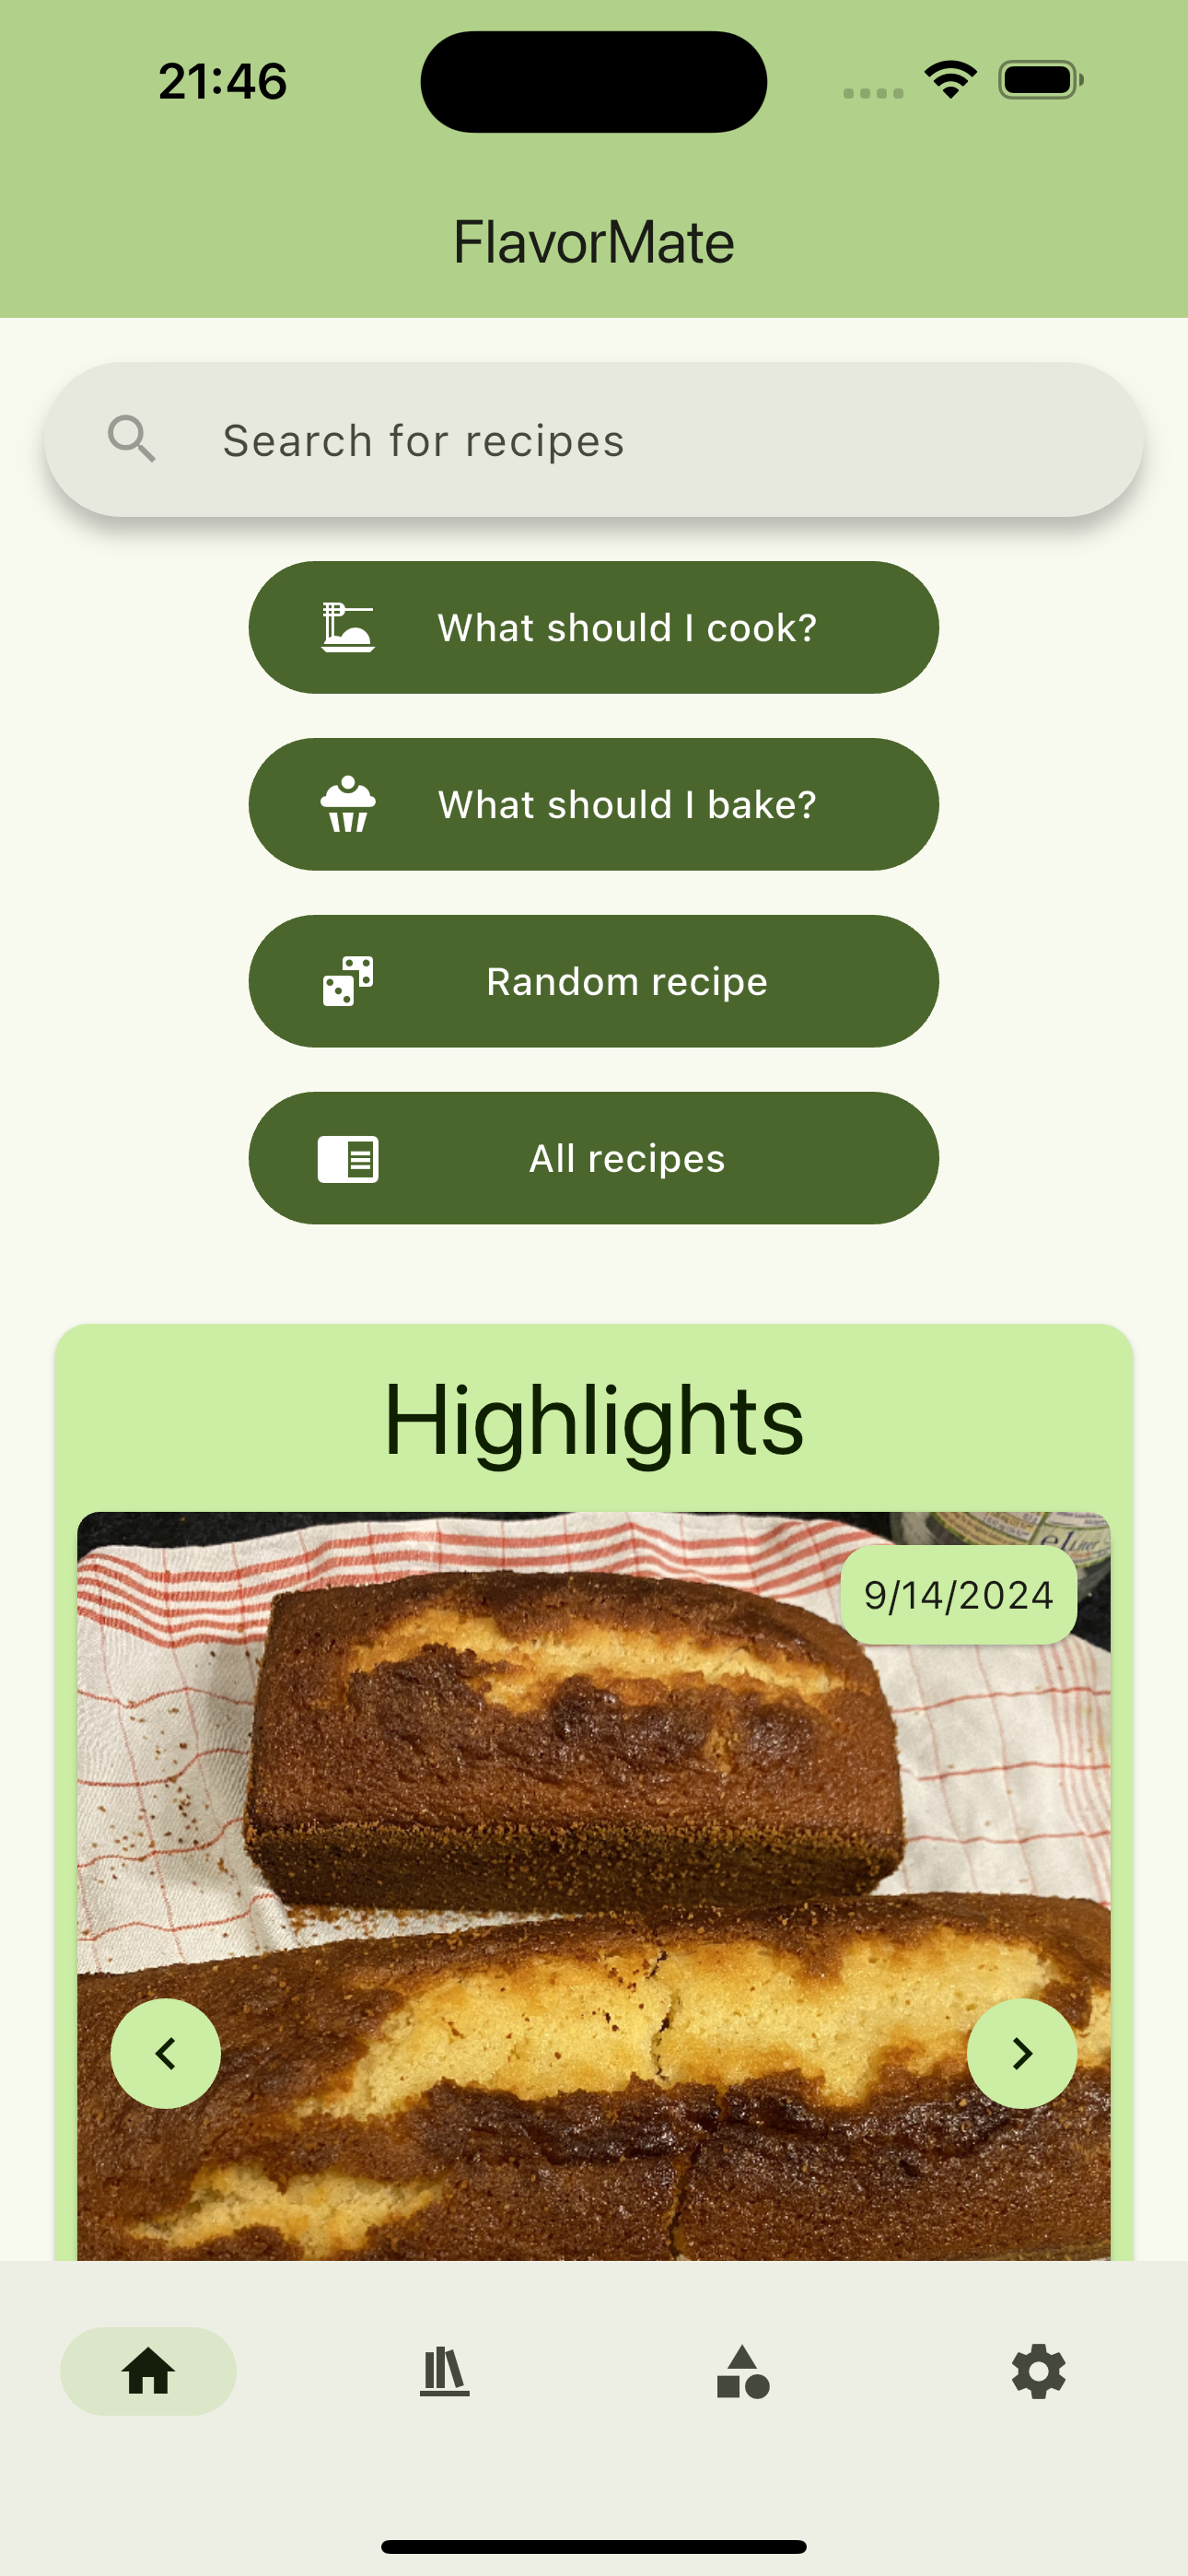 21:46
FlavorMate
Search for recipes
What should I cook?
What should I bake?
Random recipe
All recipes
Highlights
9/14/2024